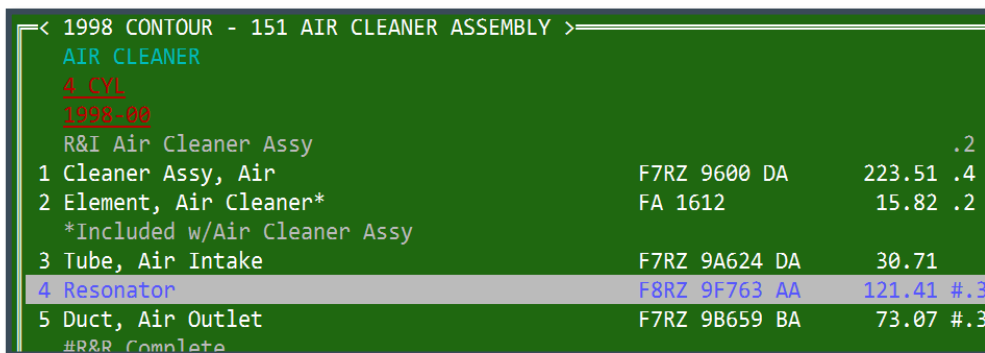 < 1998 CONTOUR - 151 AIR CLEANER ASSEMBLY >
AIR CLEANER
4 CYL
1998-00
R&I Air Cleaner Assy .2
1 Cleaner Assy, Air F7RZ 9600 DA 223.51 .4
2 Element, Air Cleaner* FA 1612 15.82 .2
*Included w/Air Cleaner Assy
3 Tube, Air Intake F7RZ 9A624 DA 30.71
4 Resonator F8RZ 9F763 AA 121.41 #.3
5 Duct, Air Outlet F7RZ 9B659 BA 73.07 #.3
#R&R Complete